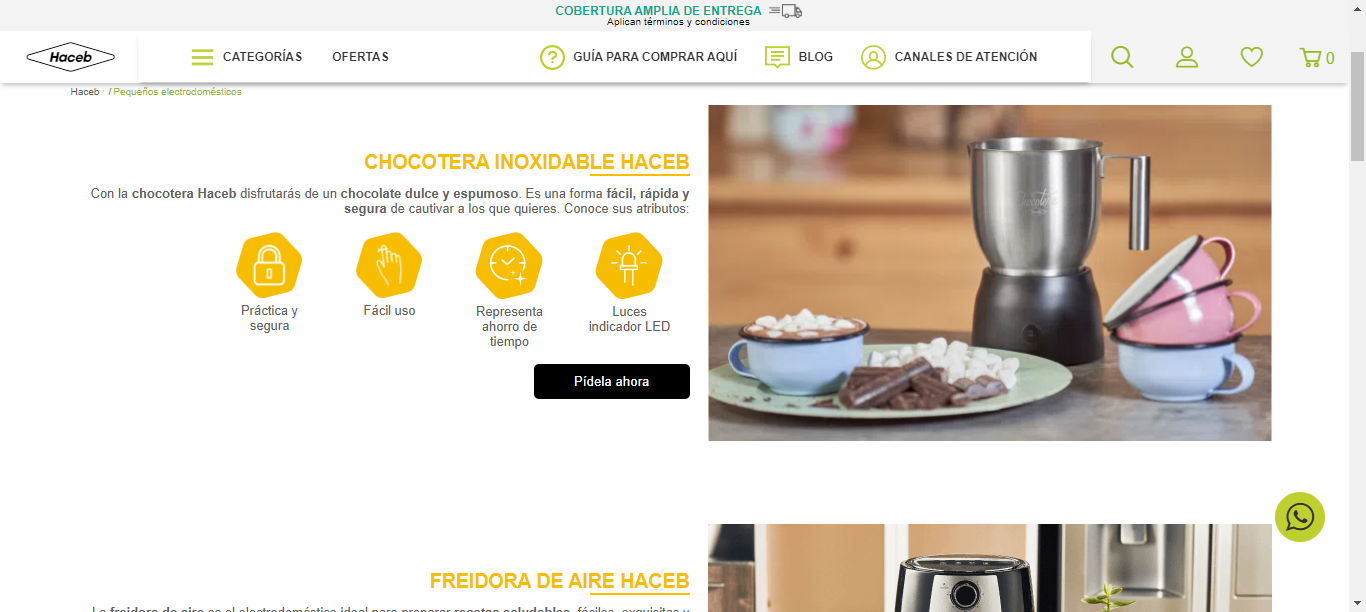 COBERTURA AMPLIA DE ENTREGA
Aplican términos y condiciones
Haceb
CATEGORÍAS
OFERTAS
GUÍA PARA COMPRAR AQUÍ
BLOG
CANALES DE ATENCIÓN
0
Haceb / Pequeños electrodomésticos
CHOCOTERA INOXIDABLE HACEB
Con la chocotera Haceb disfrutarás de un chocolate dulce y espumoso. Es una forma fácil, rápida y
segura de cautivar a los que quieres. Conoce sus atributos:
Práctica y
segura
Fácil uso
Representa
ahorro de
tiempo
Luces
indicador LED
Pídela ahora
Chocotera
FREIDORA DE AIRE HACEB
La freidora de aire es el electrodoméstico ideal para preparar recetas saludables, fáciles, exquisitas y